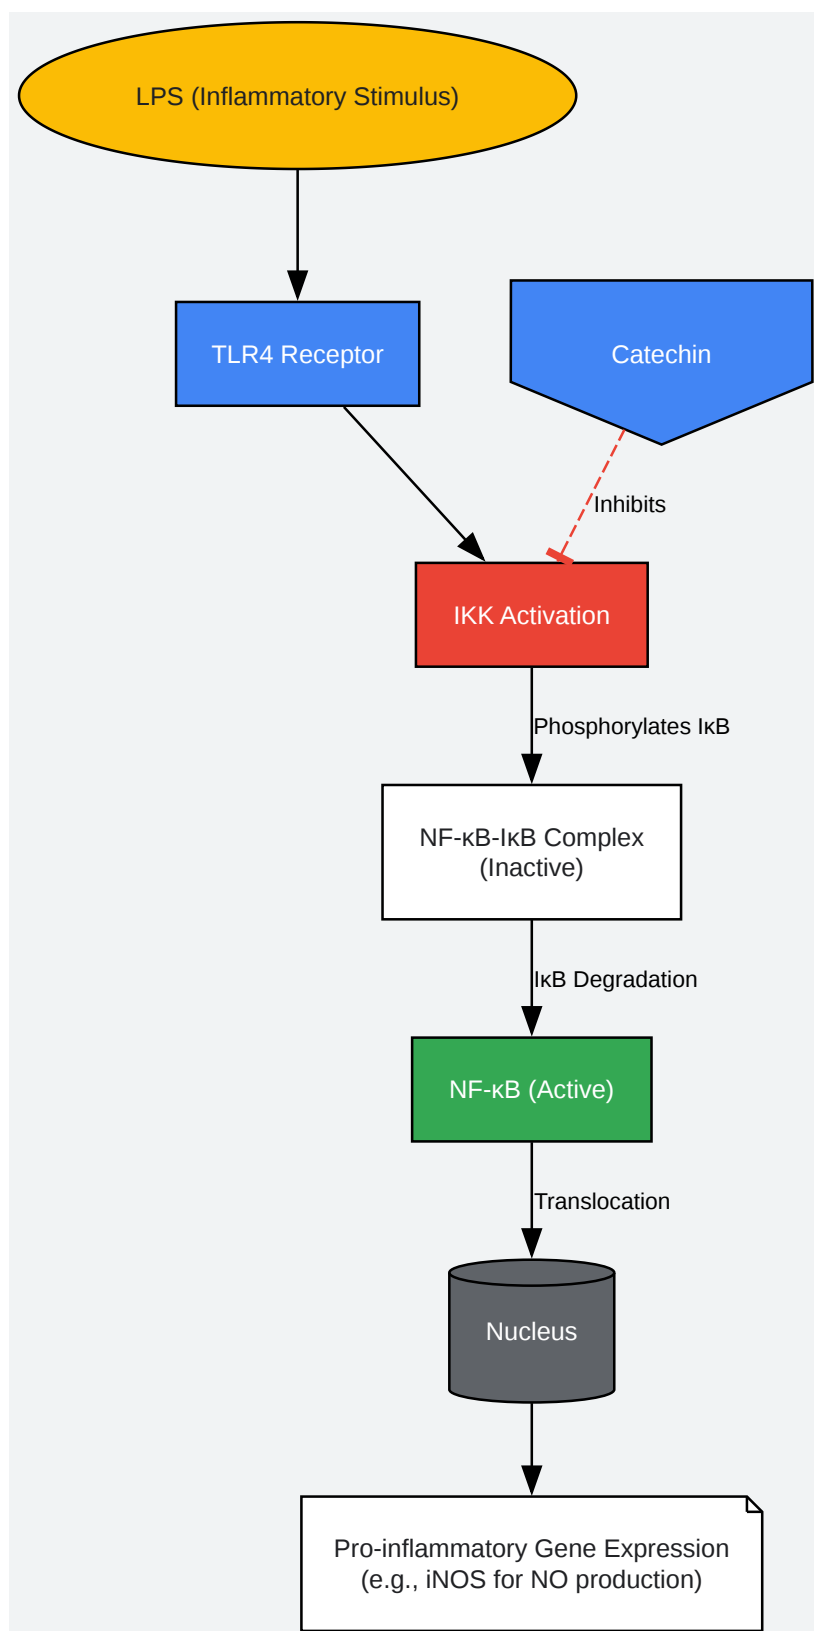 LPS (Inflammatory Stimulus)
TLR4 Receptor
Catechin
Inhibits
IKK Activation
Phosphorylates IκB
NF-κB-IκB Complex
(Inactive)
IκB Degradation
NF-κB (Active)
Translocation
Nucleus
Pro-inflammatory Gene Expression
(e.g., iNOS for NO production)